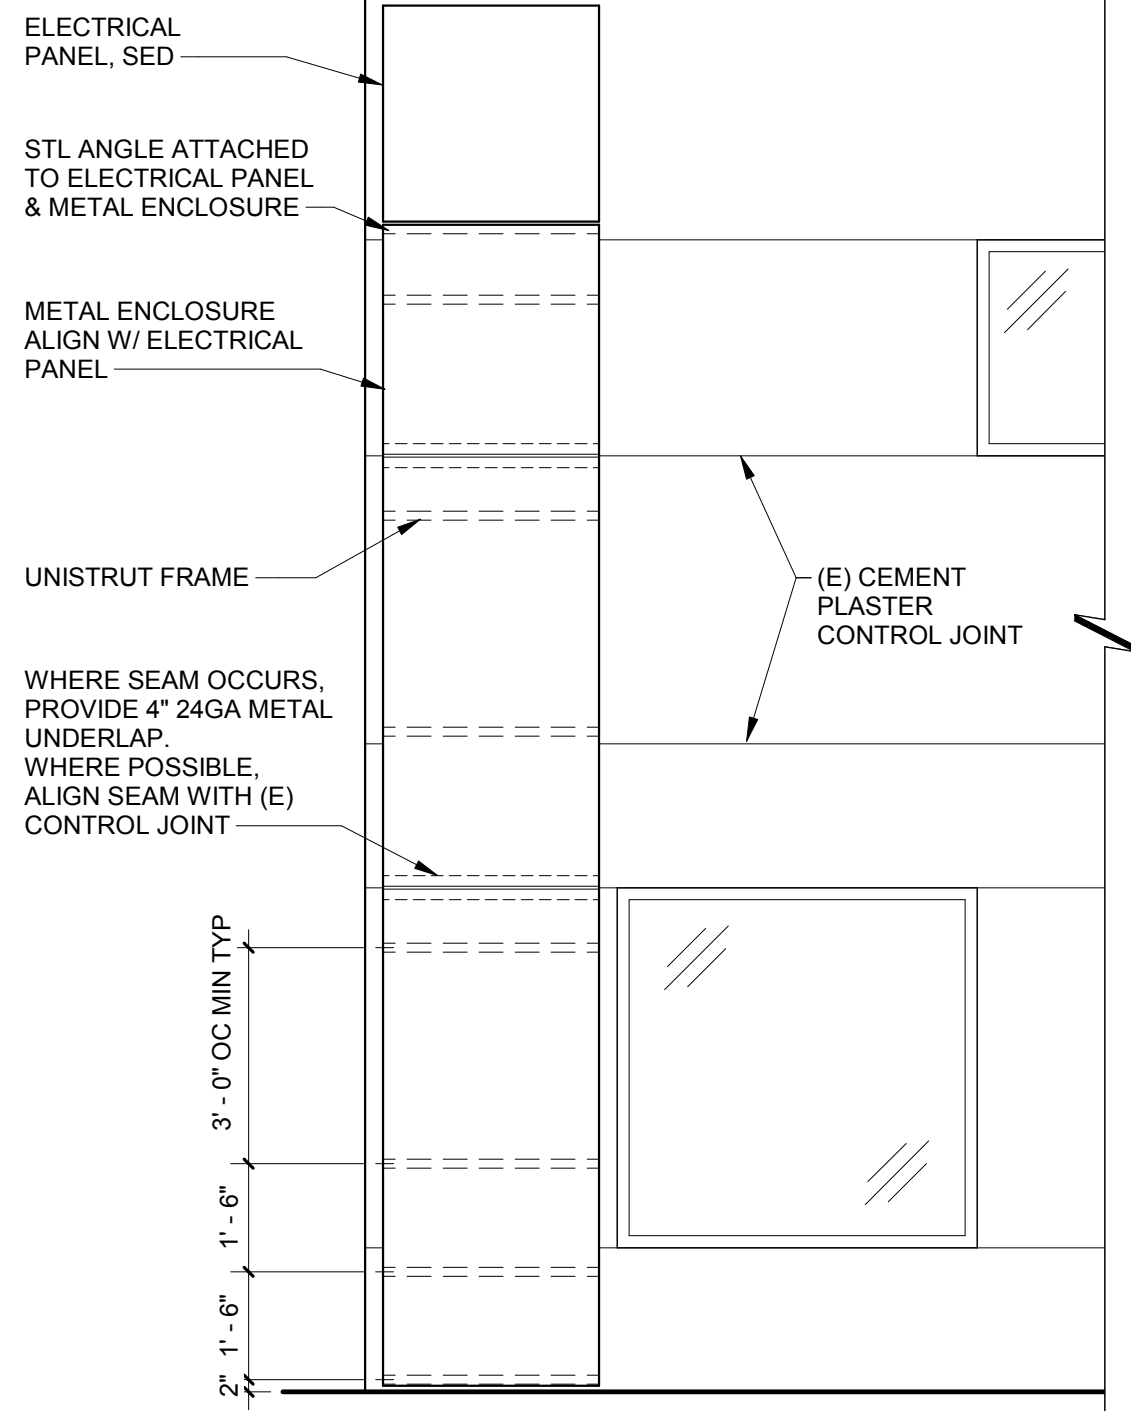 ELECTRICAL
PANEL, SED
STL ANGLE ATTACHED
TO ELECTRICAL PANEL
& METAL ENCLOSURE
METAL ENCLOSURE
ALIGN W/ ELECTRICAL
PANEL
UNISTRUT FRAME
(E) CEMENT
PLASTER
CONTROL JOINT
WHERE SEAM OCCURS,
PROVIDE 4" 24GA METAL
UNDERLAP.
WHERE POSSIBLE,
ALIGN SEAM WITH (E)
CONTROL JOINT
3' - 0" OC MIN TYP
1' - 6"
1' - 6"
2"